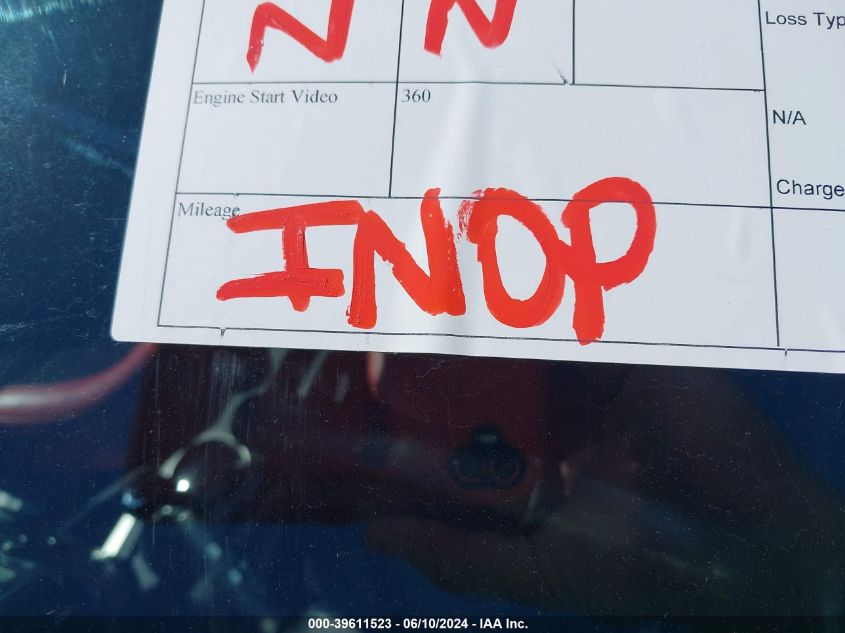 N N
Loss Typ
Engine Start Video 360
N/A
Charge
Mileage INOP
000-39611523 - 06/10/2024 - IAA Inc.